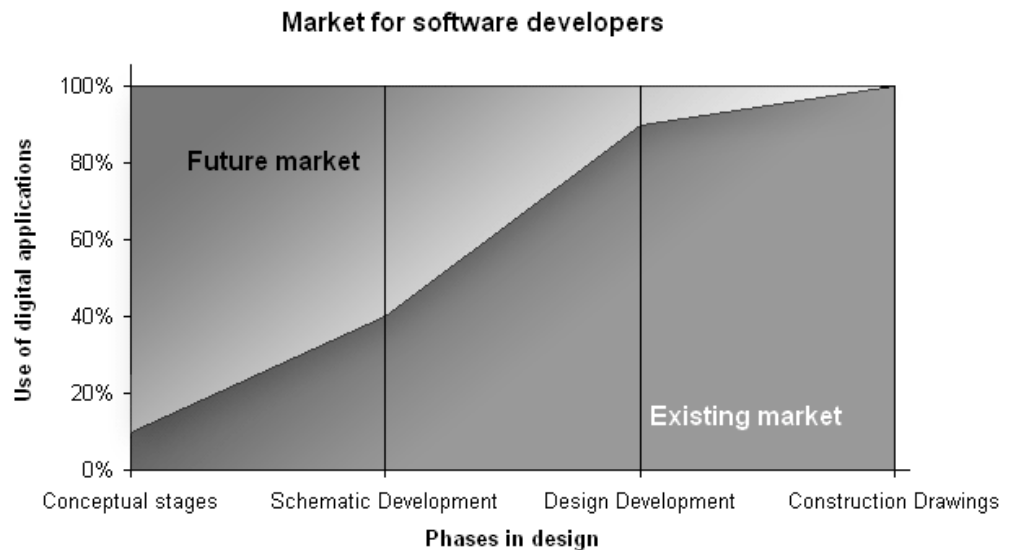 Market for software developers
100%
80%
60%
40%
20%
0%
Use of digital applications
Future market
Existing market
Conceptual stages
Schematic Development
Design Development
Construction Drawings
Phases in design